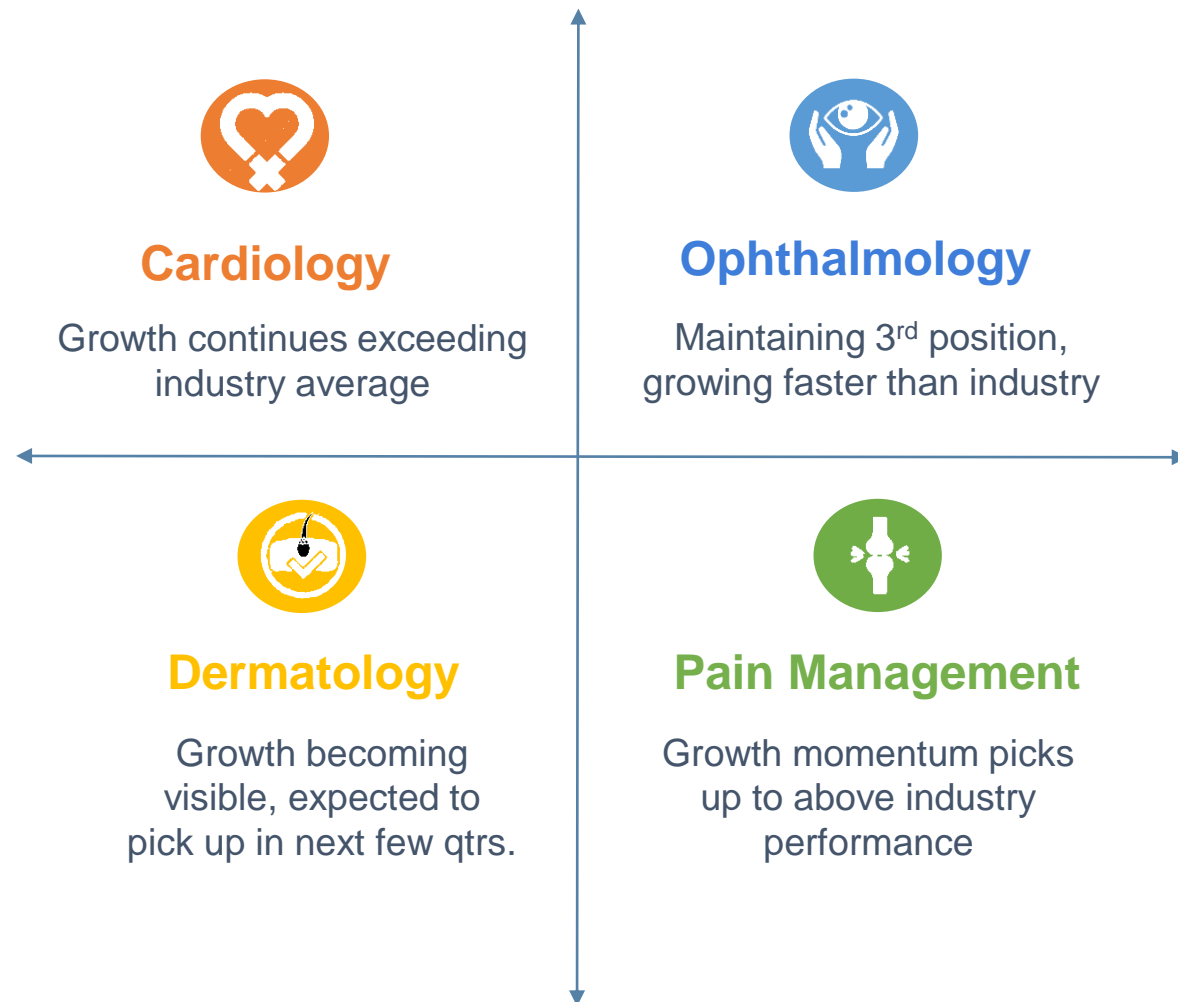 Cardiology
Growth continues exceeding
industry average
Ophthalmology
Maintaining 3rd position,
growing faster than industry
Dermatology
Growth becoming
visible, expected to
pick up in next few qtrs.
Pain Management
Growth momentum picks
up to above industry
performance